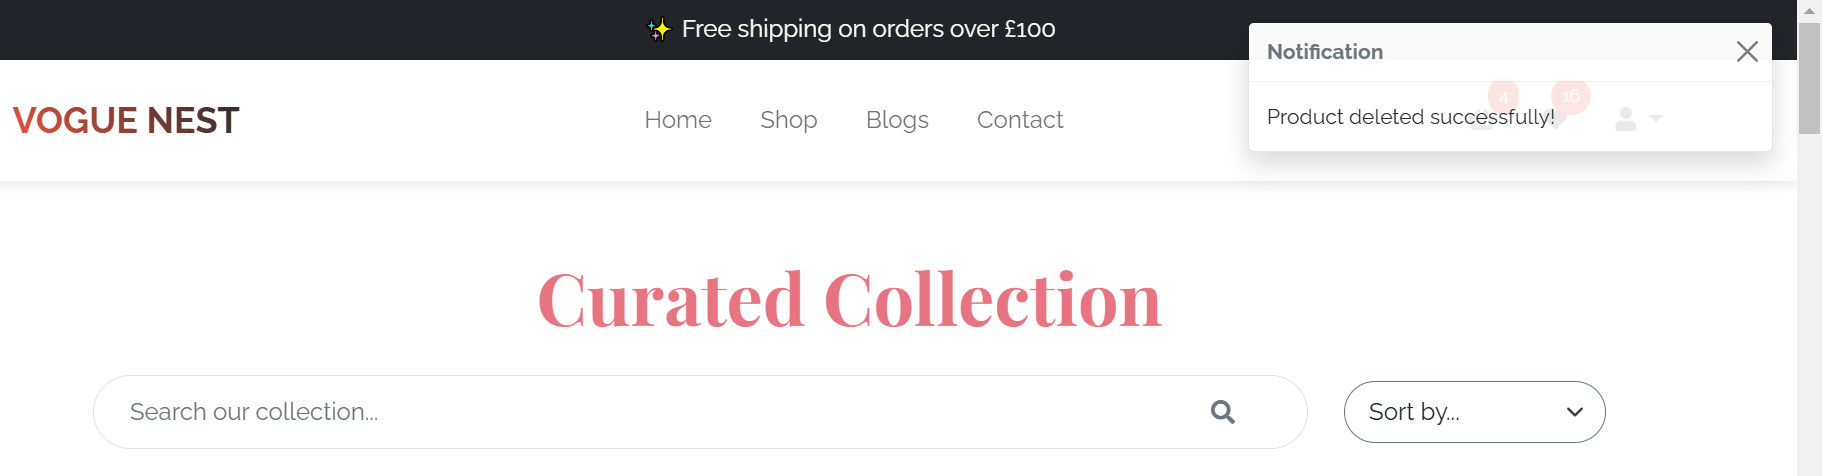 ✨ Free shipping on orders over £100
Notification
VOGUE NEST
Home
Shop
Blogs
Contact
4
16
Product deleted successfully!
Curated Collection
Search our collection...
Sort by...